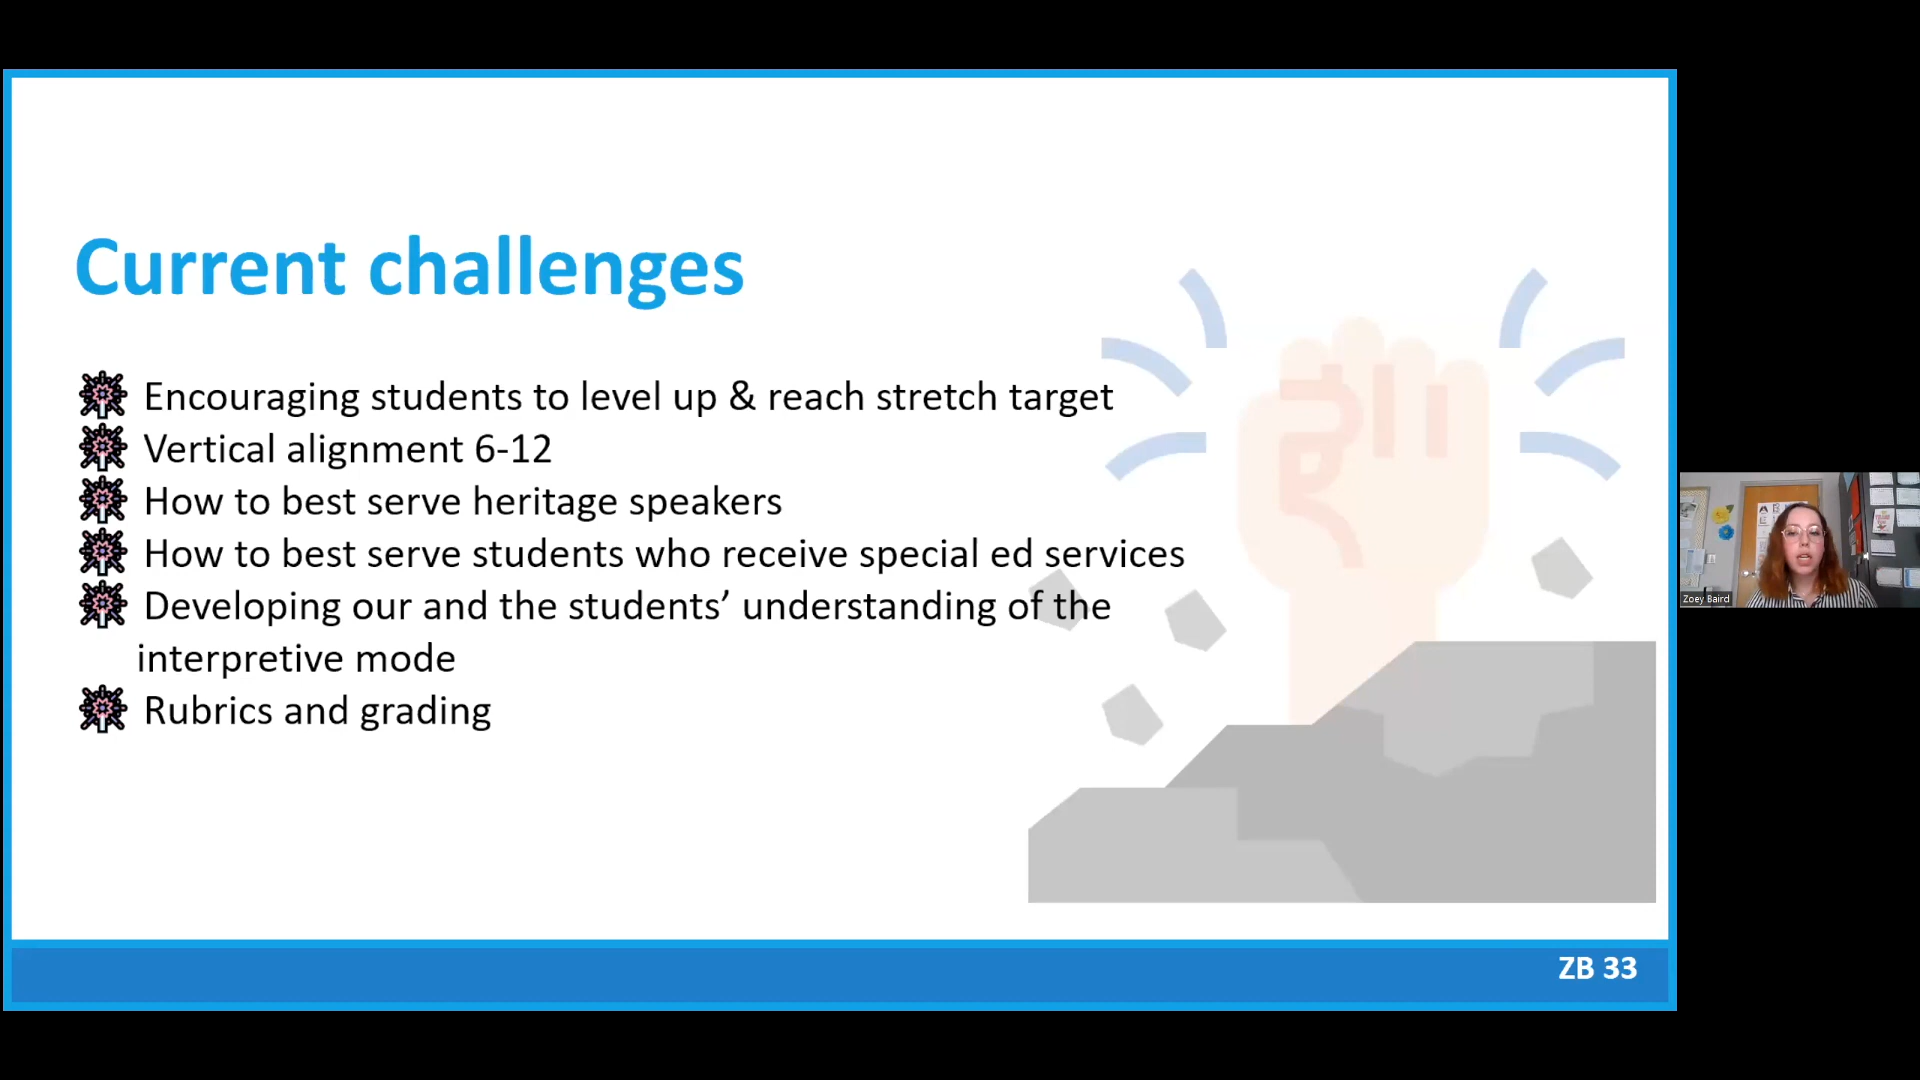 Current challenges
Encouraging students to level up & reach stretch target
Vertical alignment 6-12
How to best serve heritage speakers
How to best serve students who receive special ed services
Developing our and the students’ understanding of the
interpretive mode
Rubrics and grading
ZB 33
Zoey Baird